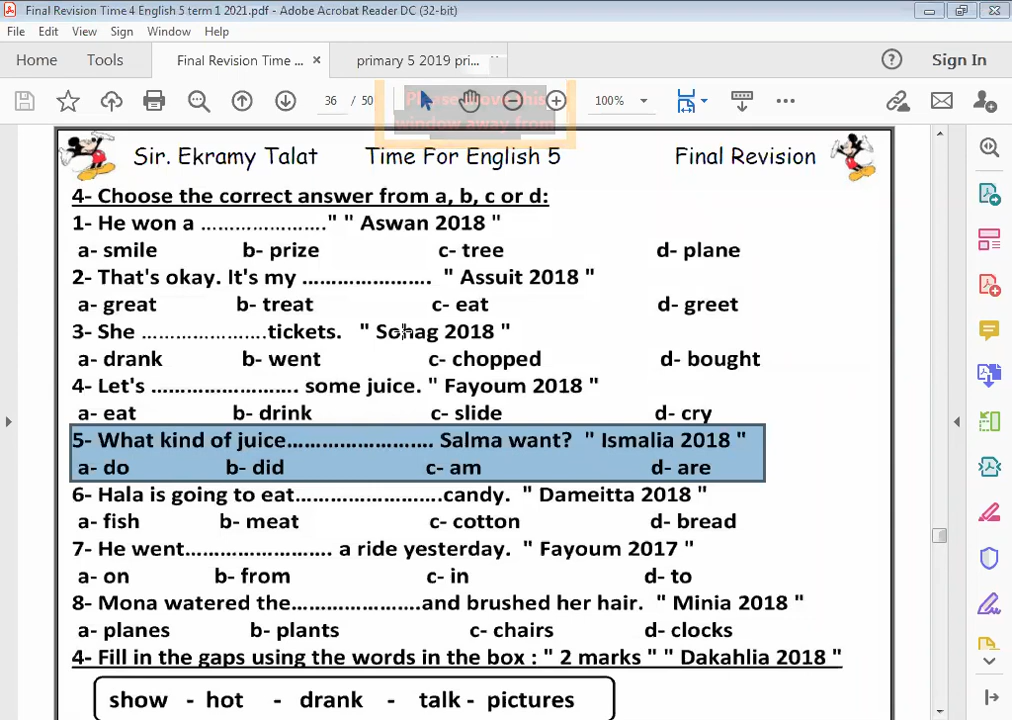 Final Revision Time 4 English 5 term 1 2021.pdf - Adobe Acrobat Reader DC (32-bit)
File Edit View Sign Window Help
Home Tools Final Revision Time ... × primary 5 2019 pri... Sign In
36 / 50 Please move this 100%
window away from
Sir. Ekramy Talat Time For English 5 Final Revision
4- Choose the correct answer from a, b, c or d:
1- He won a ......................" " Aswan 2018 "
a- smile b- prize c- tree d- plane
2- That's okay. It's my ....................... " Assuit 2018 "
a- great b- treat c- eat d- greet
3- She ......................tickets. " Sohag 2018 "
a- drank b- went c- chopped d- bought
4- Let's .......................... some juice. " Fayoum 2018 "
a- eat b- drink c- slide d- cry
5- What kind of juice.......................... Salma want? " Ismalia 2018 "
a- do b- did c- am d- are
6- Hala is going to eat..........................candy. " Dameitta 2018 "
a- fish b- meat c- cotton d- bread
7- He went.......................... a ride yesterday. " Fayoum 2017 "
a- on b- from c- in d- to
8- Mona watered the.......................and brushed her hair. " Minia 2018 "
a- planes b- plants c- chairs d- clocks
4- Fill in the gaps using the words in the box : " 2 marks " " Dakahlia 2018 "
show - hot - drank - talk - pictures